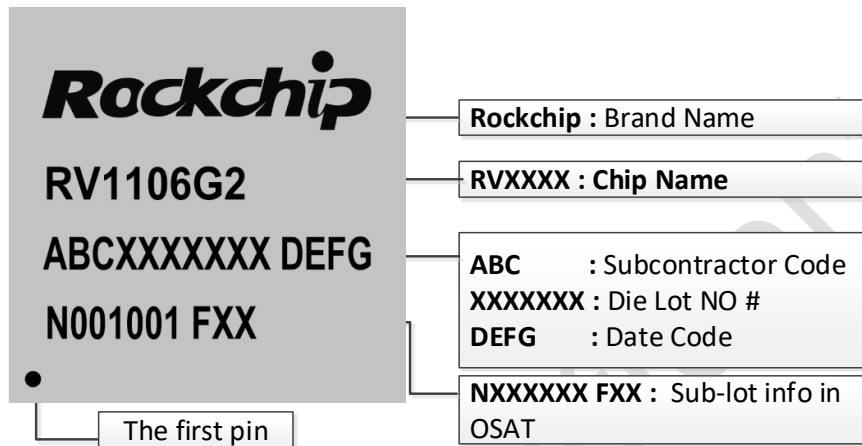 Rockchip
RV1106G2
ABCXXXXXXX DEFG
N001001 FXX
The first pin
Rockchip : Brand Name
RVXXXX : Chip Name
ABC : Subcontractor Code
XXXXXXX : Die Lot NO #
DEFG : Date Code
NXXXXXX FXX : Sub-lot info in
OSAT